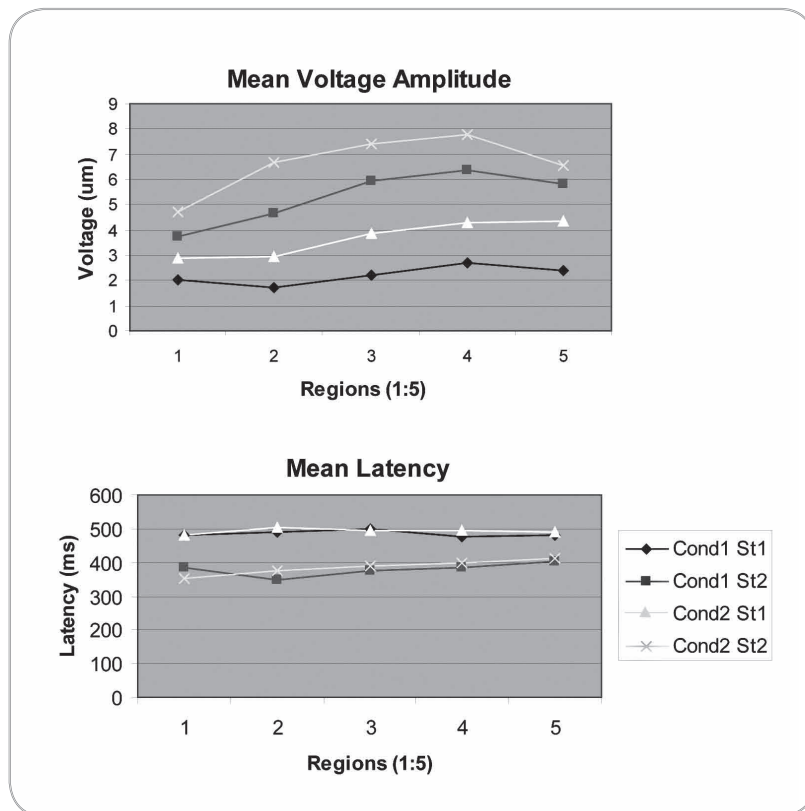 Mean Voltage Amplitude
9
8
7
6
5
4
3
2
1
0
Voltage (um)
1 2 3 4 5
Regions (1:5)
Mean Latency
600
500
400
300
200
100
0
Latency (ms)
1 2 3 4 5
Regions (1:5)
Cond1 St1
Cond1 St2
Cond2 St1
Cond2 St2